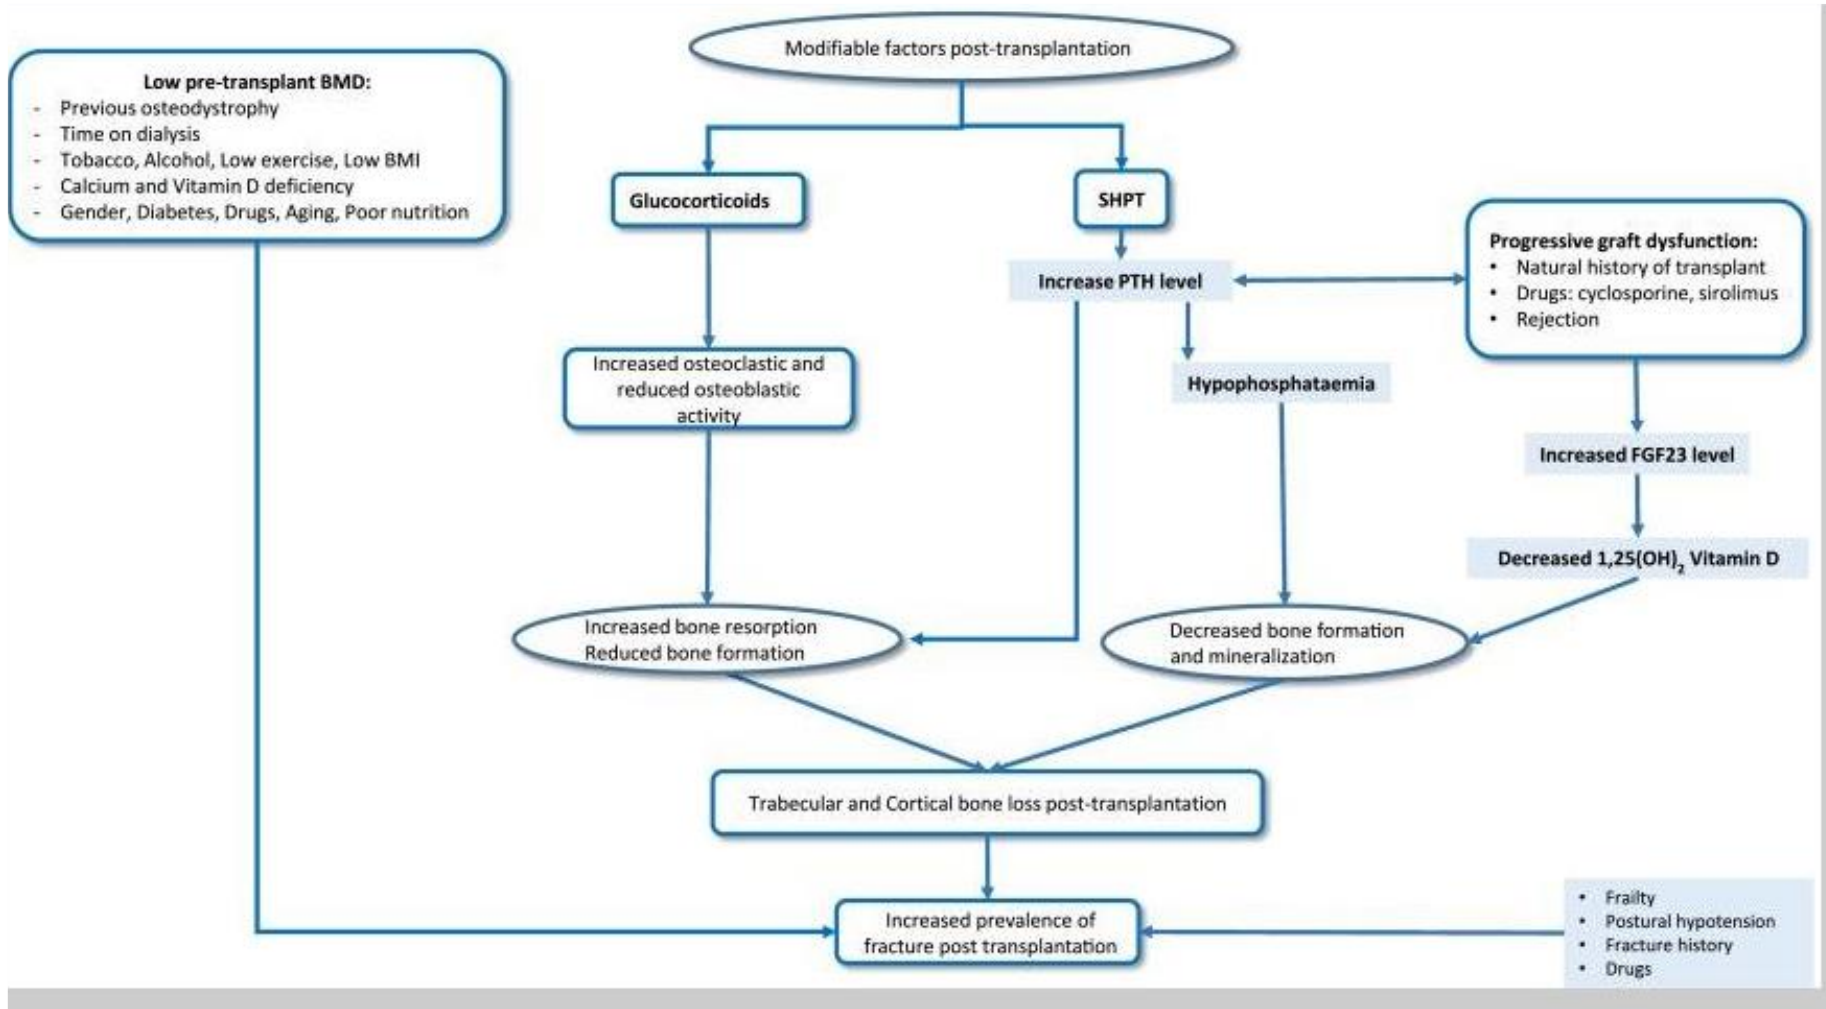 Modifiable factors post-transplantation
Low pre-transplant BMD:
- Previous osteodystrophy
- Time on dialysis
- Tobacco, Alcohol, Low exercise, Low BMI
- Calcium and Vitamin D deficiency
- Gender, Diabetes, Drugs, Aging, Poor nutrition
Glucocorticoids
SHPT
Increase PTH level
Progressive graft dysfunction:
• Natural history of transplant
• Drugs: cyclosporine, sirolimus
• Rejection
Increased osteoclastic and
reduced osteoblastic
activity
Hypophosphataemia
Increased FGF23 level
Decreased 1,25(OH)₂ Vitamin D
Increased bone resorption
Reduced bone formation
Decreased bone formation
and mineralization
Trabecular and Cortical bone loss post-transplantation
Increased prevalence of
fracture post transplantation
• Frailty
• Postural hypotension
• Fracture history
• Drugs